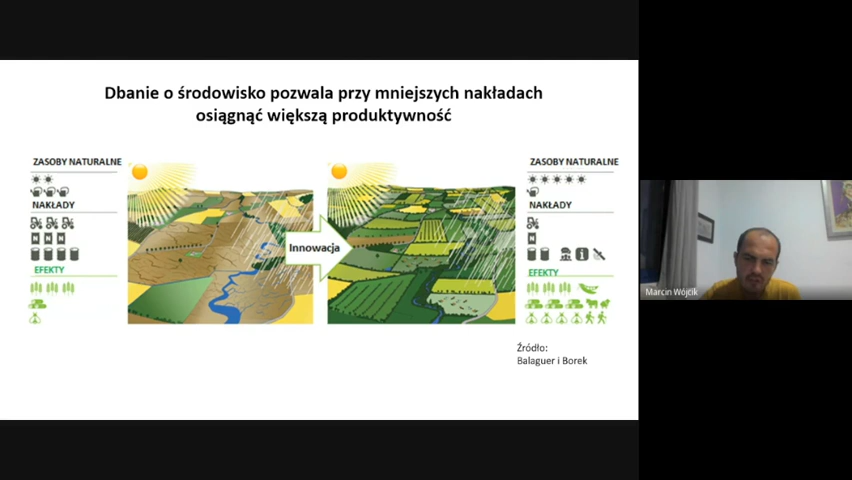 Dbanie o środowisko pozwala przy mniejszych nakładach
osiągnąć większą produktywność
ZASOBY NATURALNE
NAKŁADY
EFEKTY
Innowacja
ZASOBY NATURALNE
NAKŁADY
EFEKTY
Źródło:
Balaguer i Borek
Marcin Wójcik